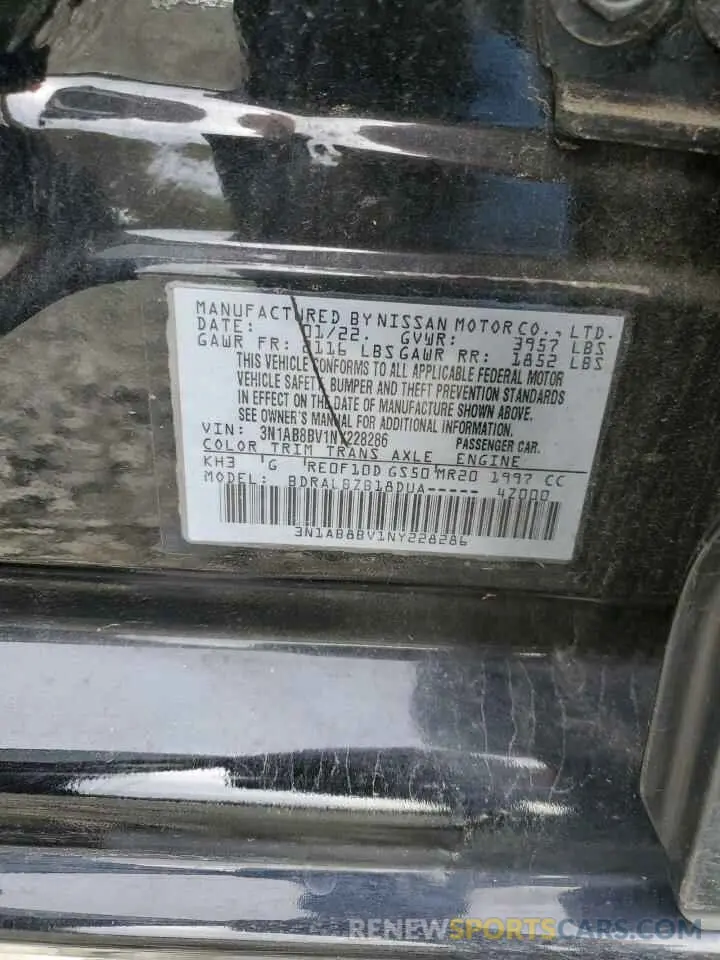 MANUFACTURED BY NISSAN MOTOR CO., LTD.
DATE: 01/22. GVWR: 3957 LBS
GAWR FR: 2116 LBS GAWR RR: 1852 LBS
THIS VEHICLE CONFORMS TO ALL APPLICABLE FEDERAL MOTOR
VEHICLE SAFETY, BUMPER AND THEFT PREVENTION STANDARDS
IN EFFECT ON THE DATE OF MANUFACTURE SHOWN ABOVE.
SEE OWNER'S MANUAL FOR ADDITIONAL INFORMATION.
VIN: 3N1AB8BV1NY228286 PASSENGER CAR.
COLOR TRIM TRANS AXLE ENGINE
KH3 G RE0F10D GS50 MR20 1997 CC
MODEL: BDRALBZB18DUA----- 4Z000
3N1AB8BV1NY228286
RENEWSPORTSCARS.COM